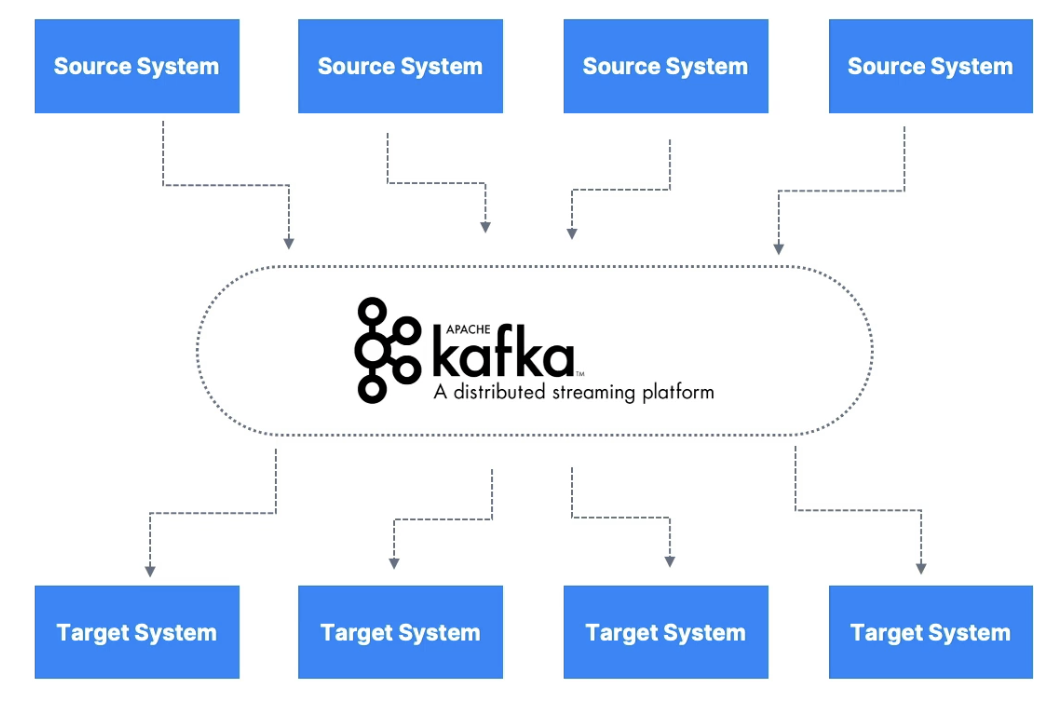 Source System
Source System
Source System
Source System
APACHE
kafka™
A distributed streaming platform
Target System
Target System
Target System
Target System